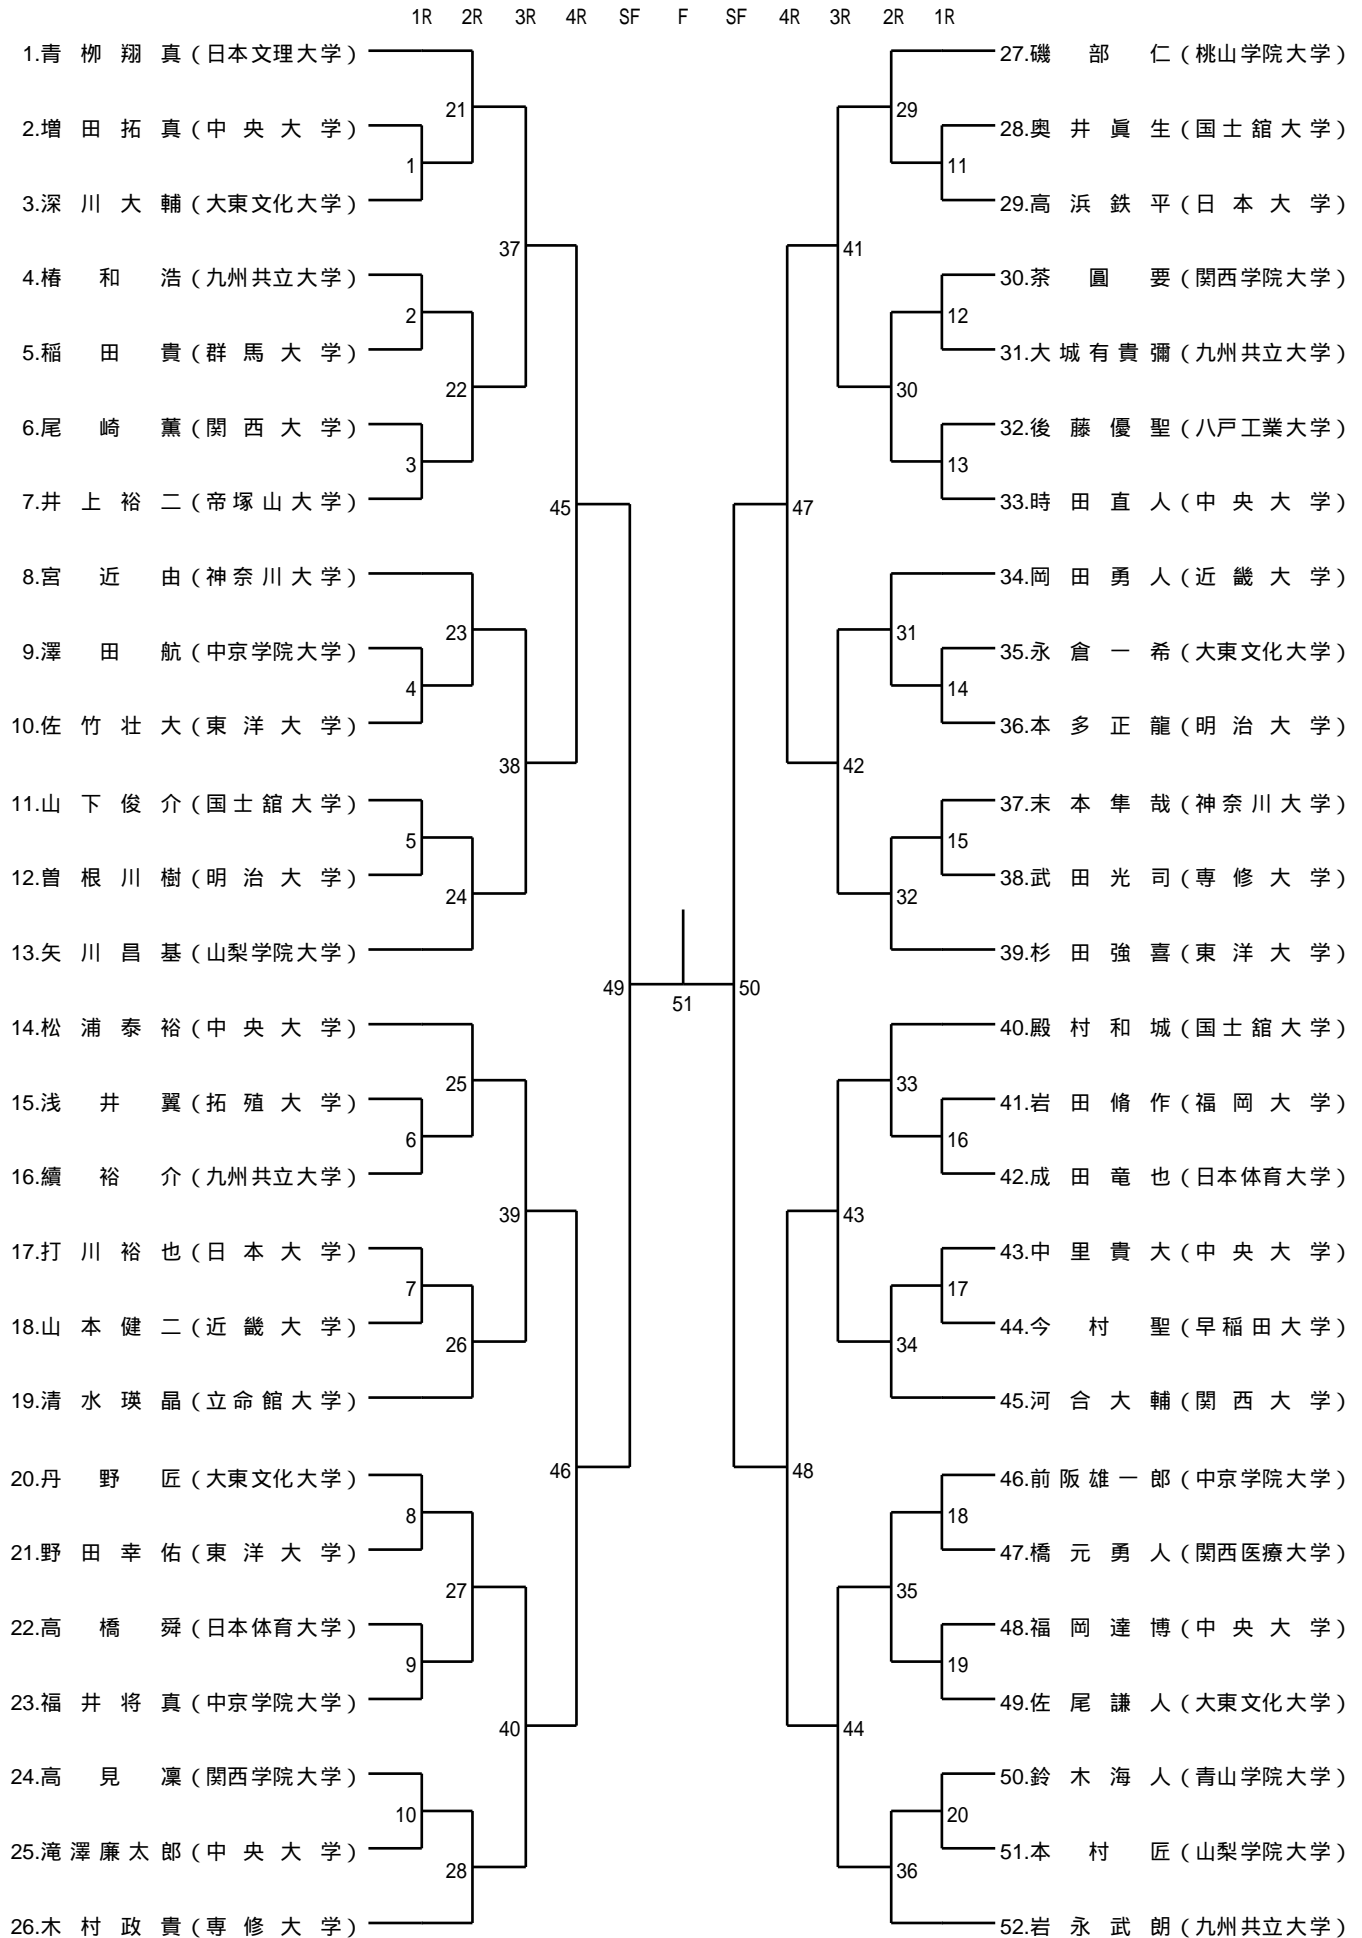 1R 2R 3R 4R SF F SF 4R 3R 2R 1R
1.青栁翔真(日本文理大学)
2.増田拓真(中央大学)
3.深川大輔(大東文化大学)
4.椿和浩(九州共立大学)
5.稲田貴(群馬大学)
6.尾崎薫(関西大学)
7.井上裕二(帝塚山大学)
8.宮近由(神奈川大学)
9.澤田航(中京学院大学)
10.佐竹壮大(東洋大学)
11.山下俊介(国士舘大学)
12.曽根川樹(明治大学)
13.矢川昌基(山梨学院大学)
14.松浦泰裕(中央大学)
15.浅井翼(拓殖大学)
16.續裕介(九州共立大学)
17.打川裕也(日本大学)
18.山本健二(近畿大学)
19.清水瑛晶(立命館大学)
20.丹野匠(大東文化大学)
21.野田幸佑(東洋大学)
22.高橋舜(日本体育大学)
23.福井将真(中京学院大学)
24.高見凜(関西学院大学)
25.滝澤廉太郎(中央大学)
26.木村政貴(専修大学)
1
2
3
4
5
6
7
8
9
10
21
22
23
24
25
26
27
28
37
38
39
40
45
46
49
51
50
47
48
41
42
43
44
29
30
31
32
33
34
35
36
11
12
13
14
15
16
17
18
19
20
27.磯部仁(桃山学院大学)
28.奥井眞生(国士舘大学)
29.高浜鉄平(日本大学)
30.茶圓要(関西学院大学)
31.大城有貴彌(九州共立大学)
32.後藤優聖(八戸工業大学)
33.時田直人(中央大学)
34.岡田勇人(近畿大学)
35.永倉一希(大東文化大学)
36.本多正龍(明治大学)
37.末本隼哉(神奈川大学)
38.武田光司(専修大学)
39.杉田強喜(東洋大学)
40.殿村和城(国士舘大学)
41.岩田脩作(福岡大学)
42.成田竜也(日本体育大学)
43.中里貴大(中央大学)
44.今村聖(早稲田大学)
45.河合大輔(関西大学)
46.前阪雄一郎(中京学院大学)
47.橋元勇人(関西医療大学)
48.福岡達博(中央大学)
49.佐尾謙人(大東文化大学)
50.鈴木海人(青山学院大学)
51.本村匠(山梨学院大学)
52.岩永武朗(九州共立大学)